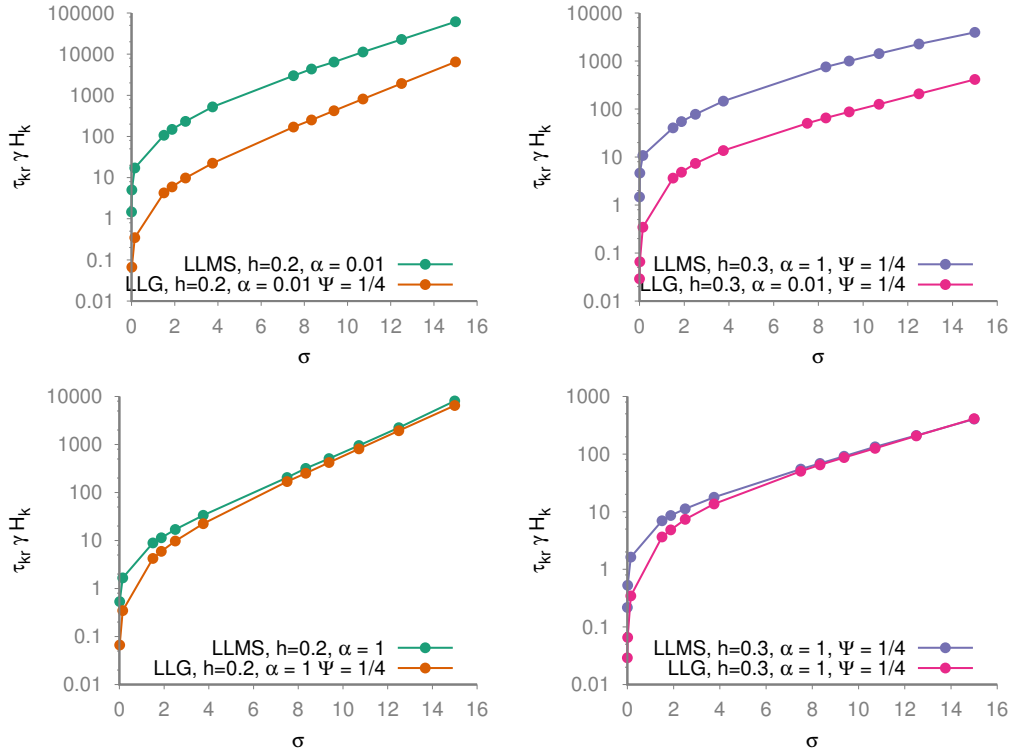 100000
10000
1000
100
10
1
0.1
0.01
τkr γ Hk
LLMS, h=0.2, α = 0.01
LLG, h=0.2, α = 0.01 Ψ = 1/4
0 2 4 6 8 10 12 14 16
σ
10000
1000
100
10
1
0.1
0.01
τkr γ Hk
LLMS, h=0.3, α = 1, Ψ = 1/4
LLG, h=0.3, α = 0.01, Ψ = 1/4
0 2 4 6 8 10 12 14 16
σ
10000
1000
100
10
1
0.1
0.01
τkr γ Hk
LLMS, h=0.2, α = 1
LLG, h=0.2, α = 1 Ψ = 1/4
0 2 4 6 8 10 12 14 16
σ
1000
100
10
1
0.1
0.01
τkr γ Hk
LLMS, h=0.3, α = 1, Ψ = 1/4
LLG, h=0.3, α = 1, Ψ = 1/4
0 2 4 6 8 10 12 14 16
σ